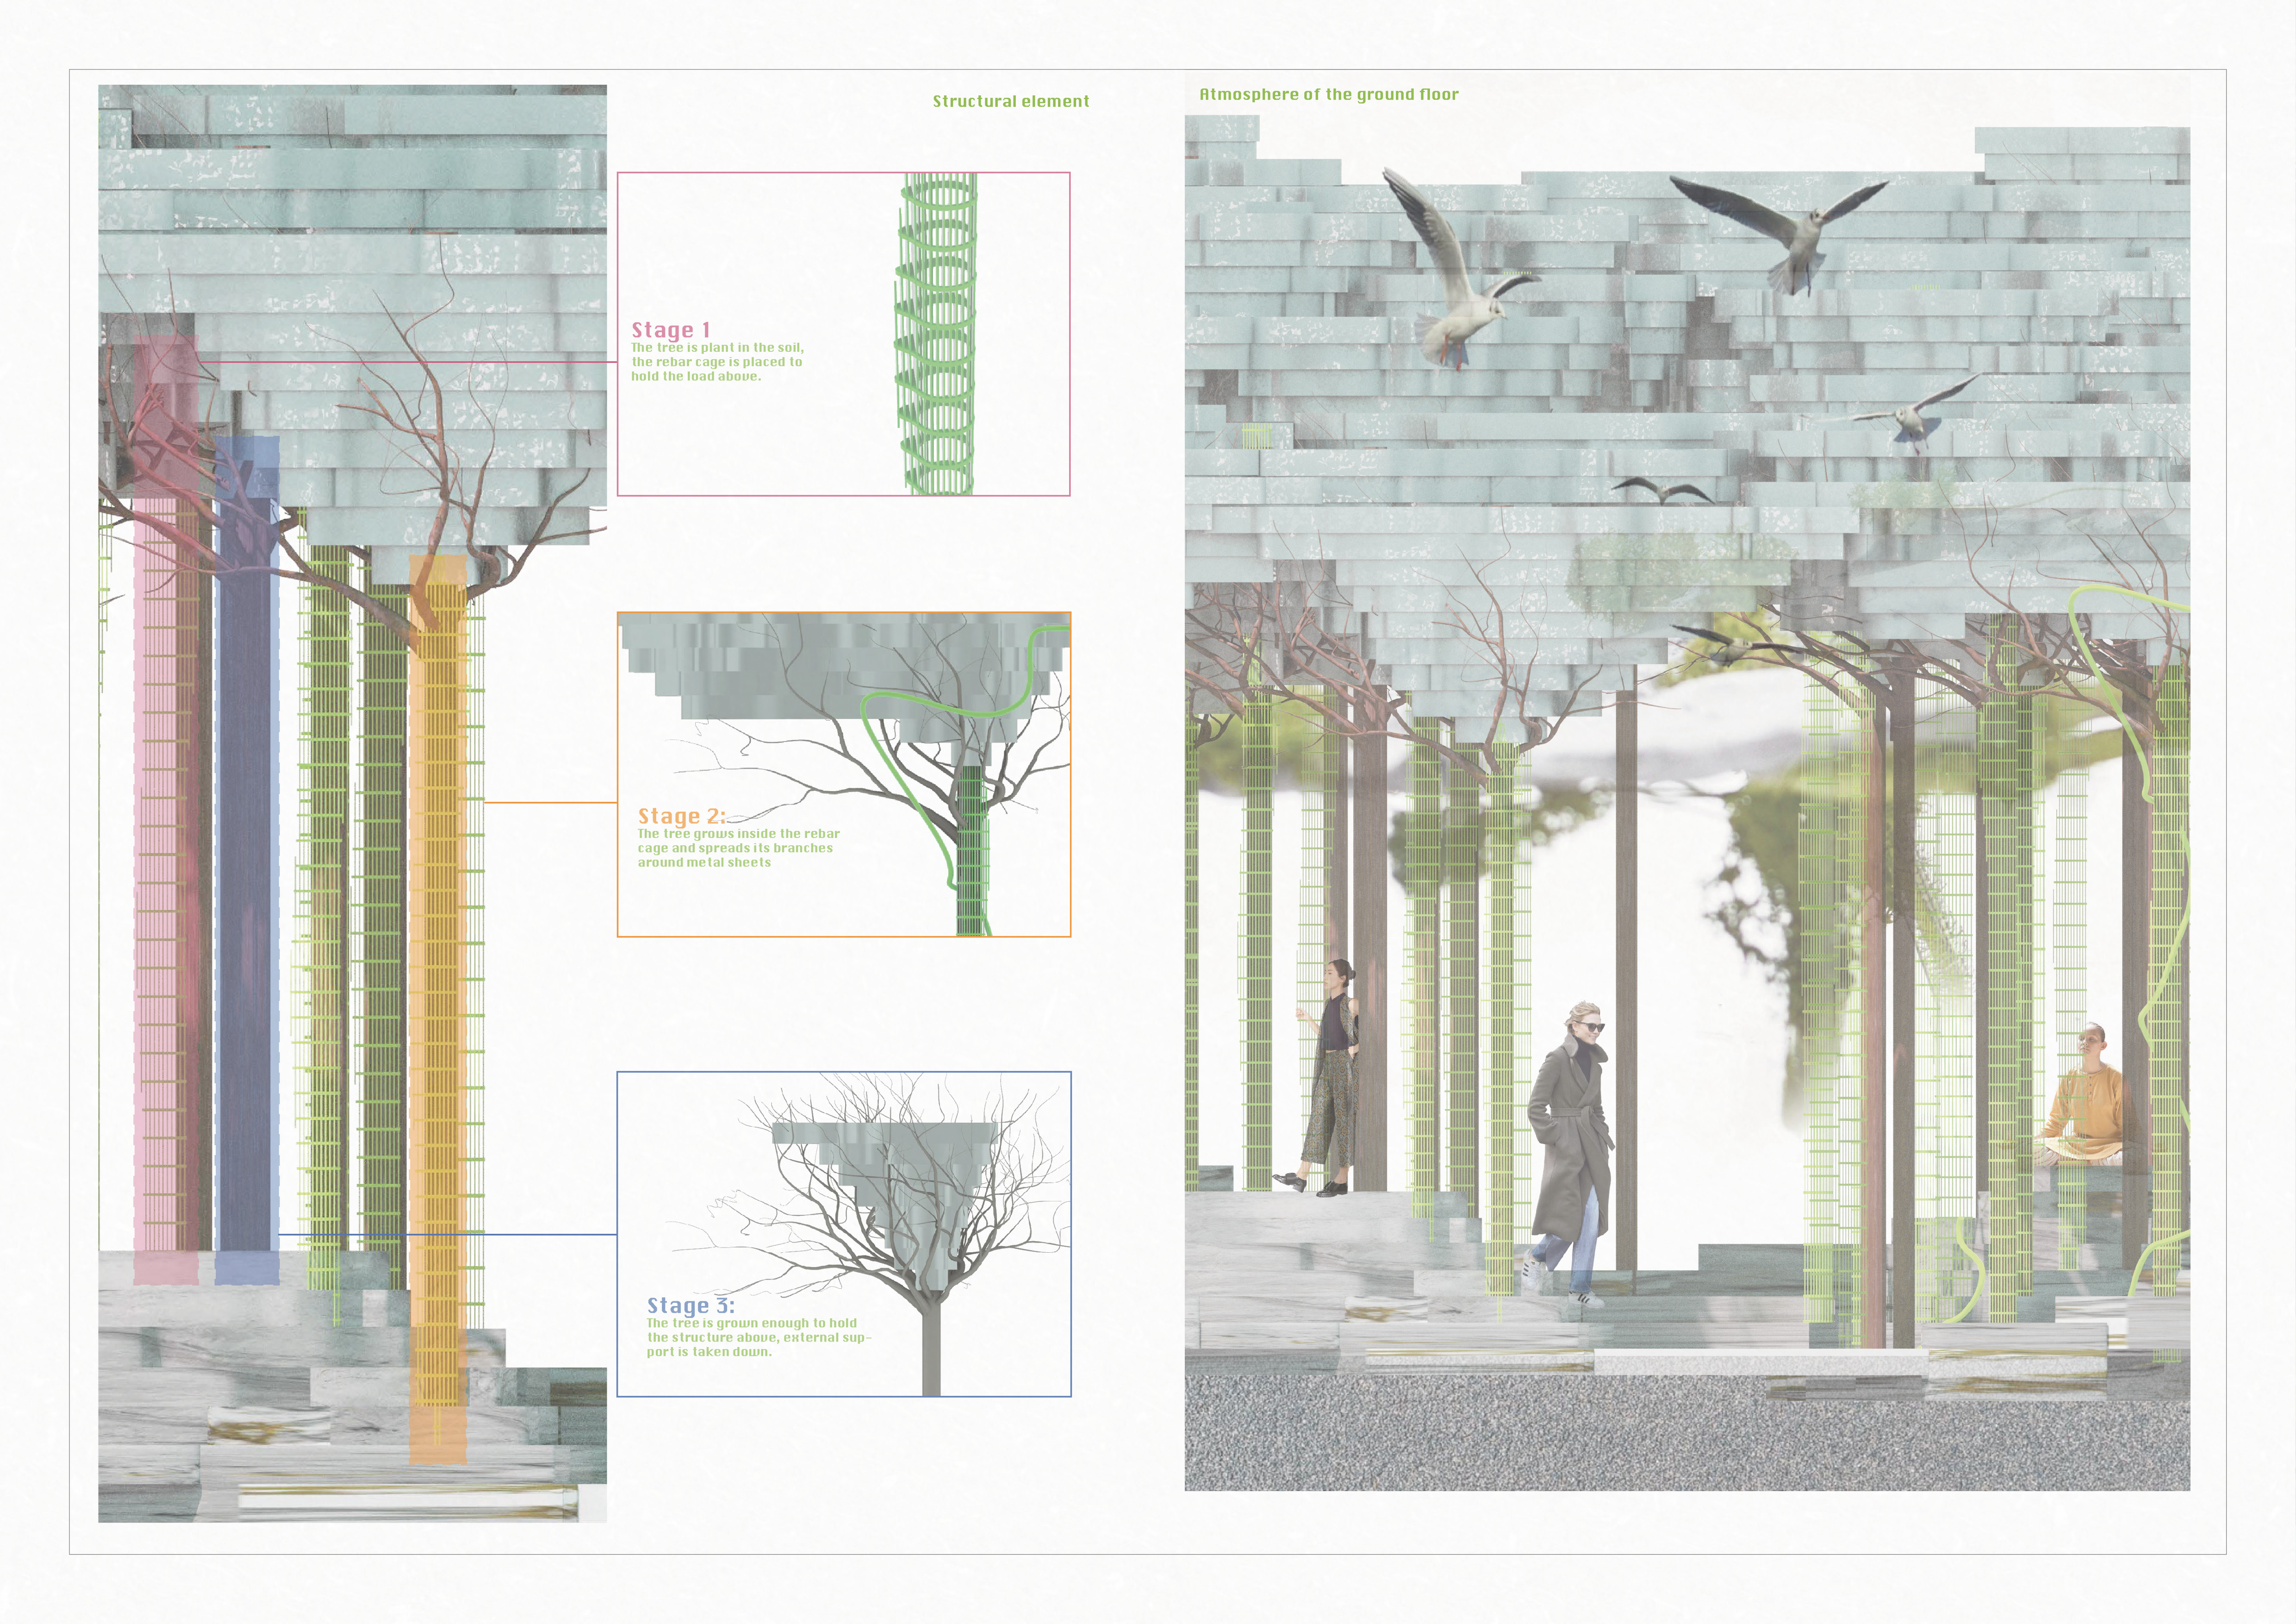 Structural element
Stage 1
The tree is plant in the soil,
the rebar cage is placed to
hold the load above.
Stage 2:
The tree grows inside the rebar
cage and spreads its branches
around metal sheets
Stage 3:
The tree is grown enough to hold
the structure above, external sup-
port is taken down.
Atmosphere of the ground floor